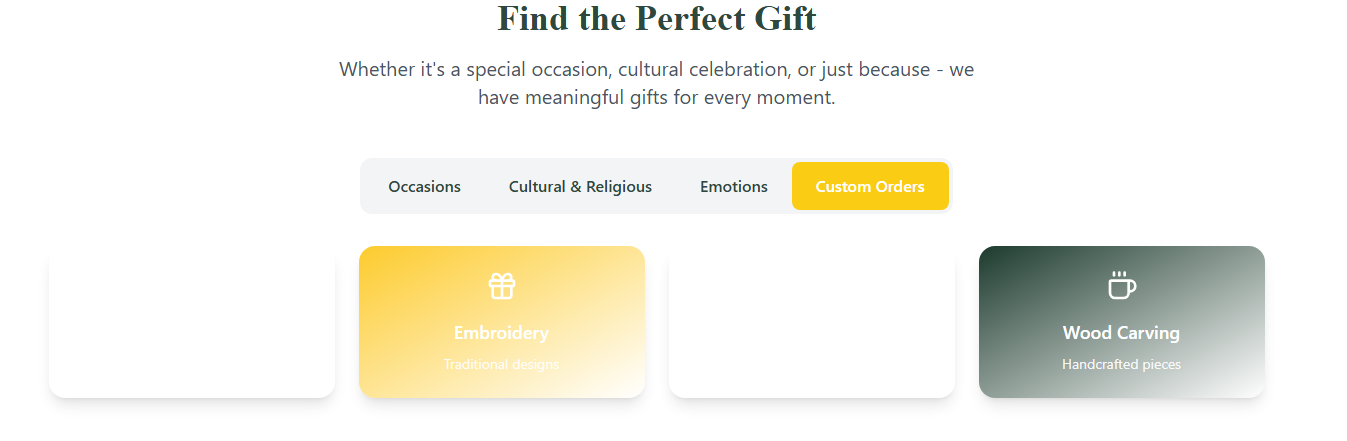 Find the Perfect Gift
Whether it's a special occasion, cultural celebration, or just because - we
have meaningful gifts for every moment.
Occasions
Cultural & Religious
Emotions
Custom Orders
Embroidery
Traditional designs
Wood Carving
Handcrafted pieces